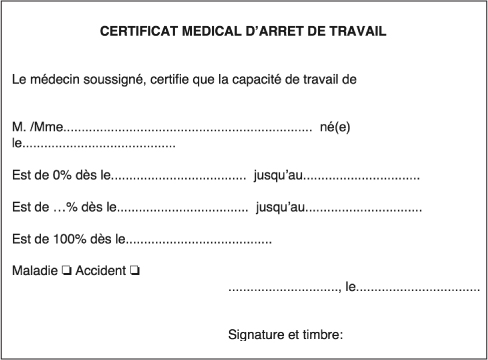 CERTIFICAT MEDICAL D'ARRET DE TRAVAIL
Le médecin soussigné, certifie que la capacité de travail de
M. /Mme.................................................................... né(e)
le..........................................
Est de 0% dès le..................................... jusqu'au................................
Est de …% dès le.................................... jusqu'au................................
Est de 100% dès le........................................
Maladie ❏ Accident ❏
.............................., le..................................
Signature et timbre: